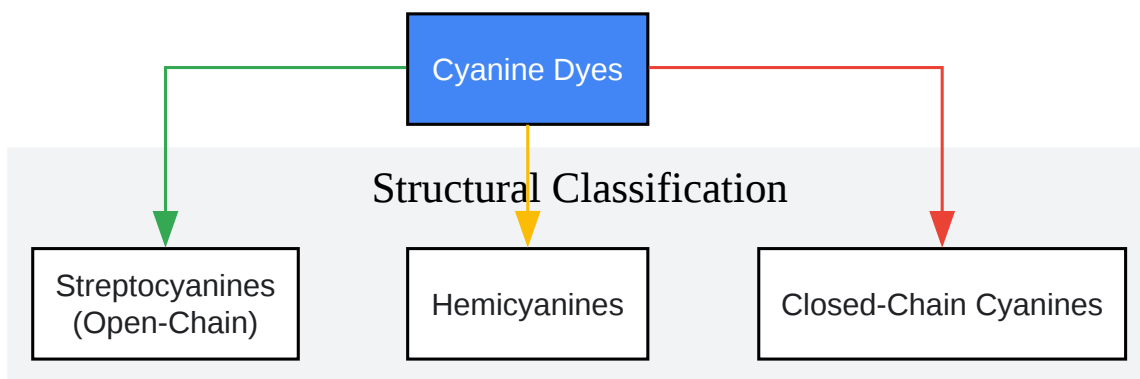 Cyanine Dyes
Structural Classification
Streptocyanines
(Open-Chain)
Hemicyanines
Closed-Chain Cyanines